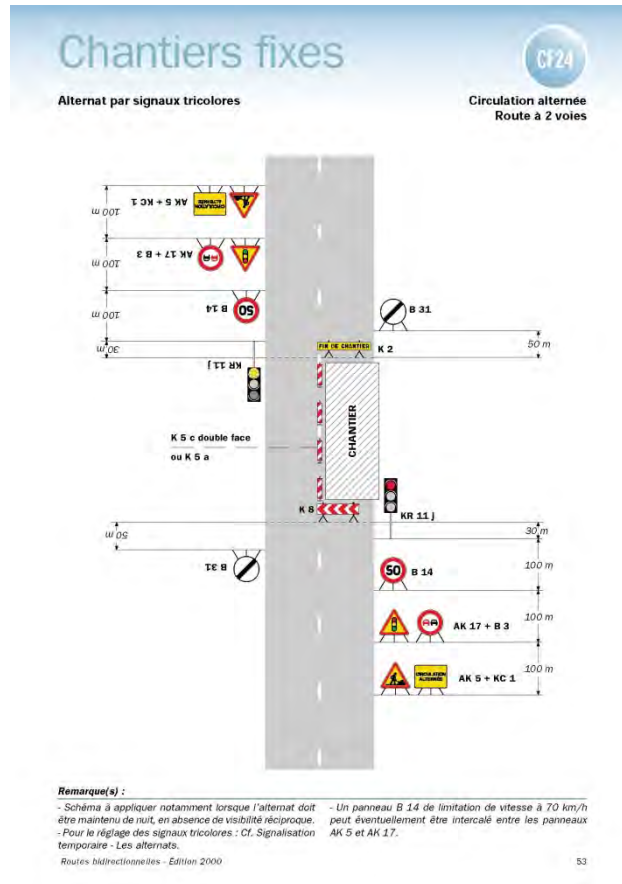 Chantiers fixes
CF24
Alternat par signaux tricolores
Circulation alternée
Route à 2 voies
100 m
AK 5 + KC 1
CIRCULATION
ALTERNÉE
100 m
AK 17 + B 3
100 m
B 14
50
B 31
30 m
FIN DE CHANTIER
K 2
50 m
KR 11 j
CHANTIER
K 5 c double face
ou K 5 a
K 8
KR 11 j
50 m
30 m
B 31
50
B 14
100 m
AK 17 + B 3
100 m
CIRCULATION
ALTERNÉE
AK 5 + KC 1
100 m
Remarque(s) :
- Schéma à appliquer notamment lorsque l'alternat doit
être maintenu de nuit, en absence de visibilité réciproque.
- Pour le réglage des signaux tricolores : Cf. Signalisation
temporaire - Les alternats.
- Un panneau B 14 de limitation de vitesse à 70 km/h
peut éventuellement être intercalé entre les panneaux
AK 5 et AK 17.
Routes bidirectionnelles - Édition 2000
53